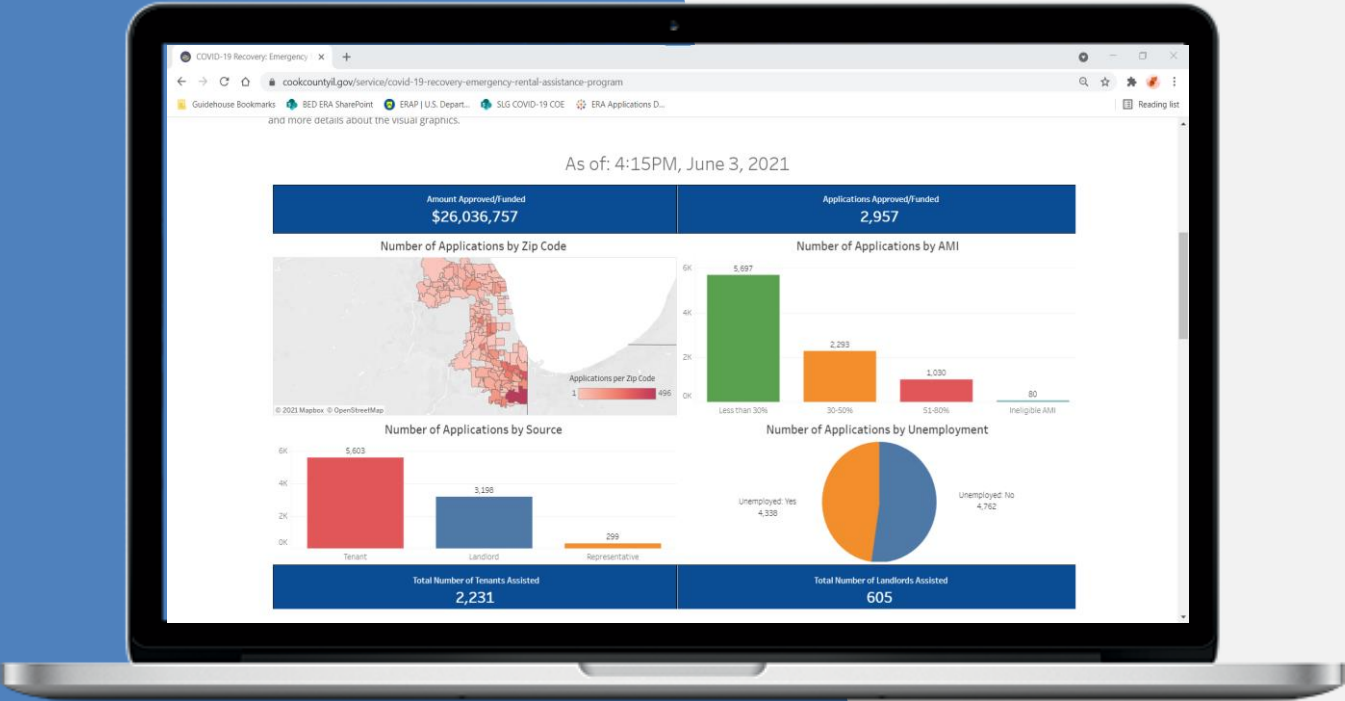 COVID-19 Recovery: Emergency
cookcountyil.gov/service/covid-19-recovery-emergency-rental-assistance-program
Guidehouse Bookmarks BED ERA SharePoint ERAP | U.S. Depart... SLG COVID-19 COE ERA Applications D... Reading list
and more details about the visual graphics.
As of: 4:15PM, June 3, 2021
Amount Approved/Funded
$26,036,757
Applications Approved/Funded
2,957
Number of Applications by Zip Code
Applications per Zip Code
1 496
© 2021 Mapbox © OpenStreetMap
Number of Applications by AMI
6K
4K
2K
0K
5,697
2,293
1,030
80
Less than 30% 30-50% 51-80% Ineligible AMI
Number of Applications by Source
6K
4K
2K
0K
5,603
3,198
299
Tenant Landlord Representative
Number of Applications by Unemployment
Unemployed: Yes
4,338
Unemployed: No
4,762
Total Number of Tenants Assisted
2,231
Total Number of Landlords Assisted
605